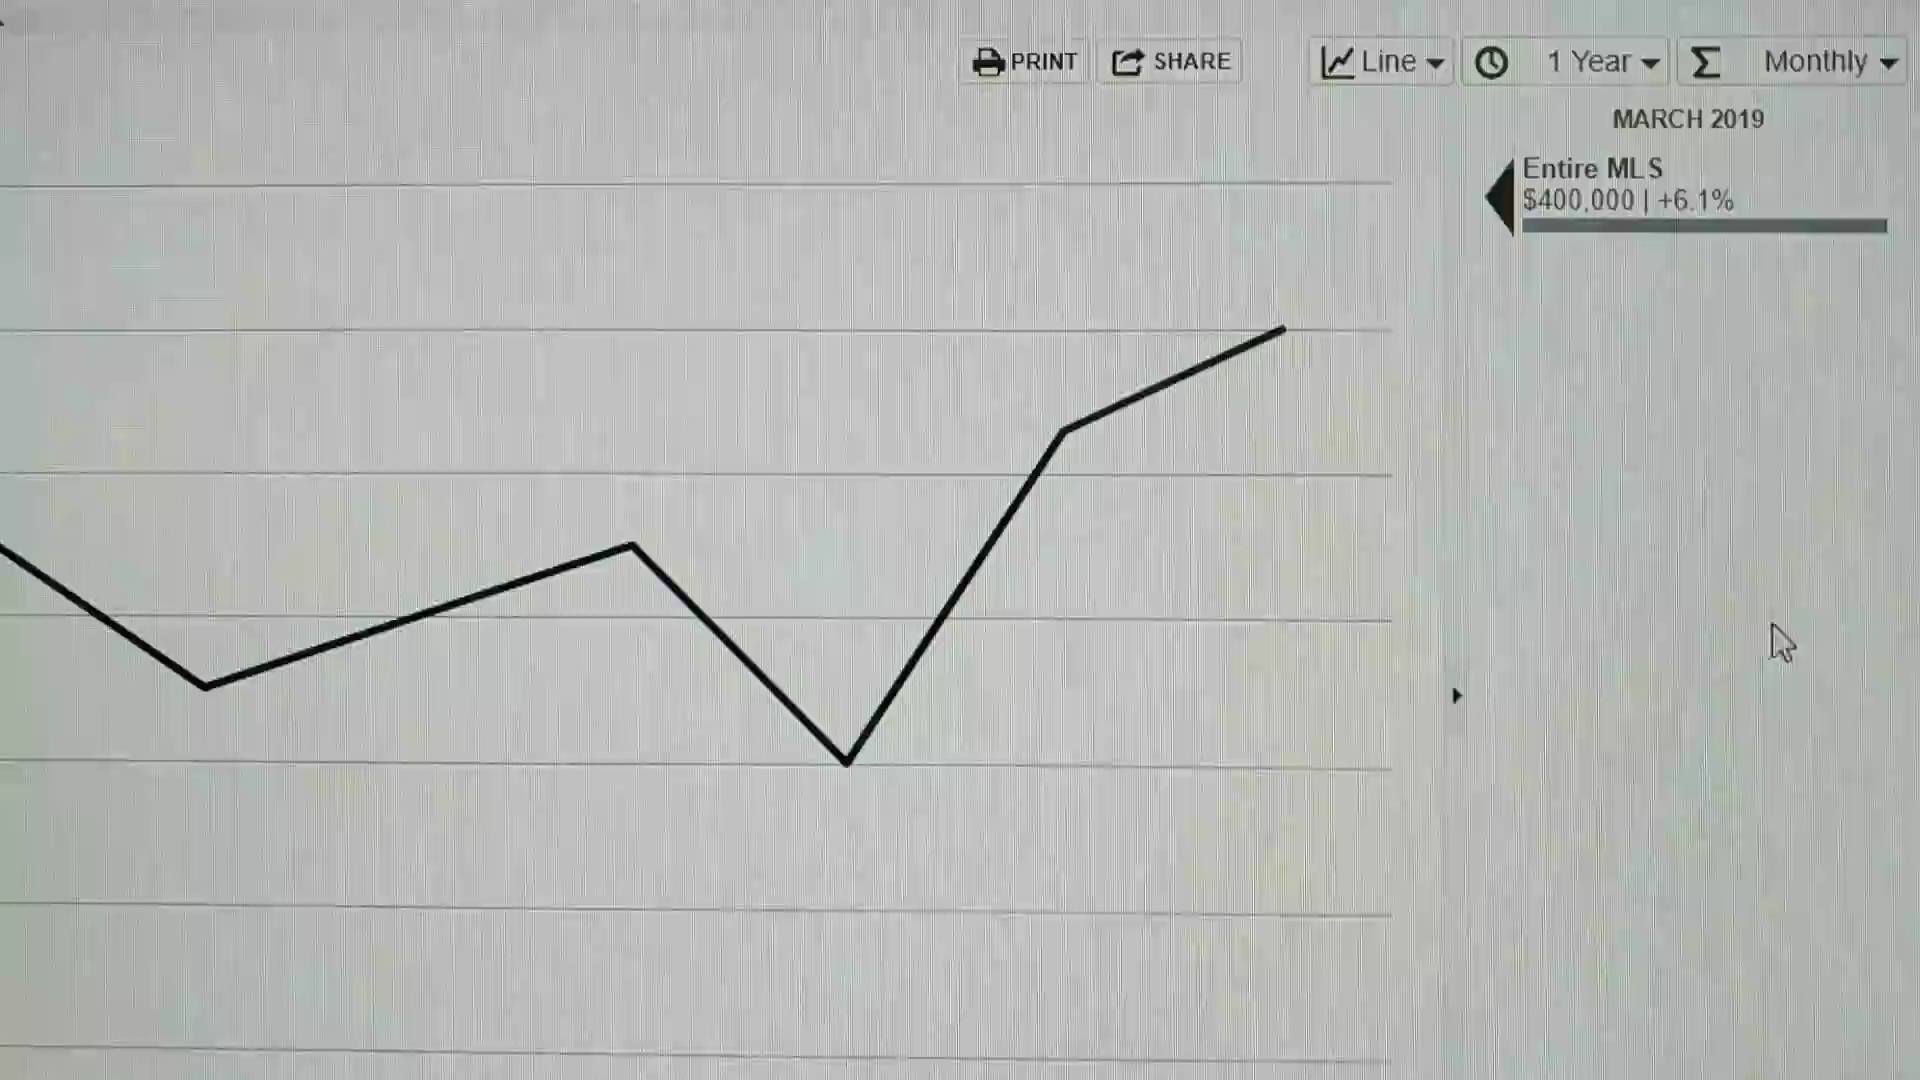 PRINT SHARE Line 1 Year Monthly
MARCH 2019
Entire MLS
$400,000 | +6.1%